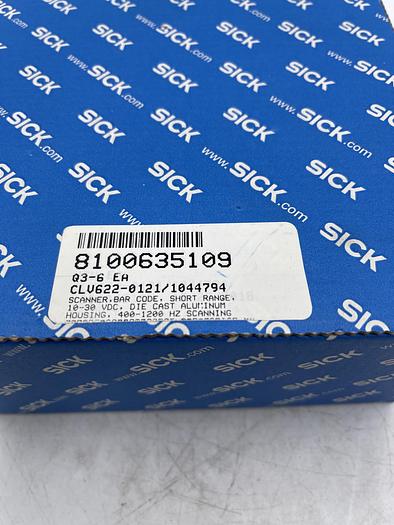 SICK
www.sick.com
8100635109
Q3-6 EA
CLV622-0121/1044794
SCANNER,BAR CODE, SHORT RANGE,
10-30 VDC, DIE CAST ALUMINUM
HOUSING, 400-1200 HZ SCANNING